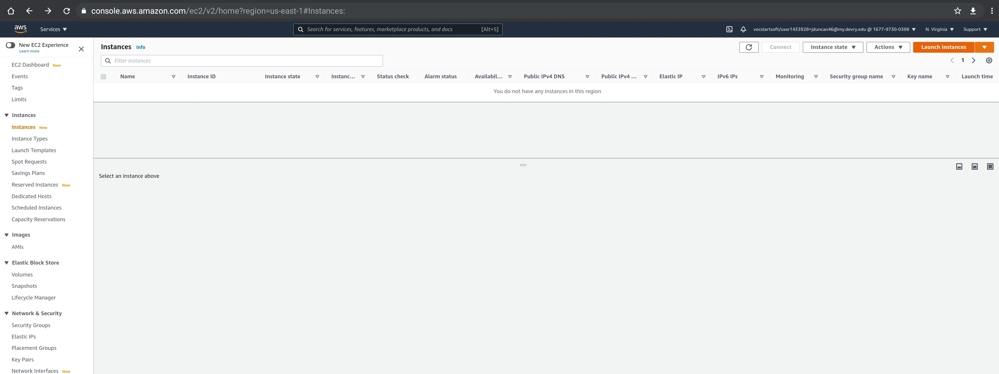 console.aws.amazon.com/ec2/v2/home?region=us-east-1#Instances:
aws Services Search for services, features, marketplace products, and docs [Alt+S] vocstartsoft/user1433928=jduncan46@my.devry.edu @ 1677-9730-0398 N. Virginia Support
New EC2 Experience
Learn more
EC2 Dashboard New
Events
Tags
Limits
Instances
Instances New
Instance Types
Launch Templates
Spot Requests
Savings Plans
Reserved Instances New
Dedicated Hosts
Scheduled Instances
Capacity Reservations
Images
AMIs
Elastic Block Store
Volumes
Snapshots
Lifecycle Manager
Network & Security
Security Groups
Elastic IPs
Placement Groups
Key Pairs
Network Interfaces New
Instances Info Connect Instance state Actions Launch instances
Filter instances 1
Name Instance ID Instance state Instanc... Status check Alarm status Availabil... Public IPv4 DNS Public IPv4 ... Elastic IP IPv6 IPs Monitoring Security group name Key name Launch time
You do not have any instances in this region
Select an instance above